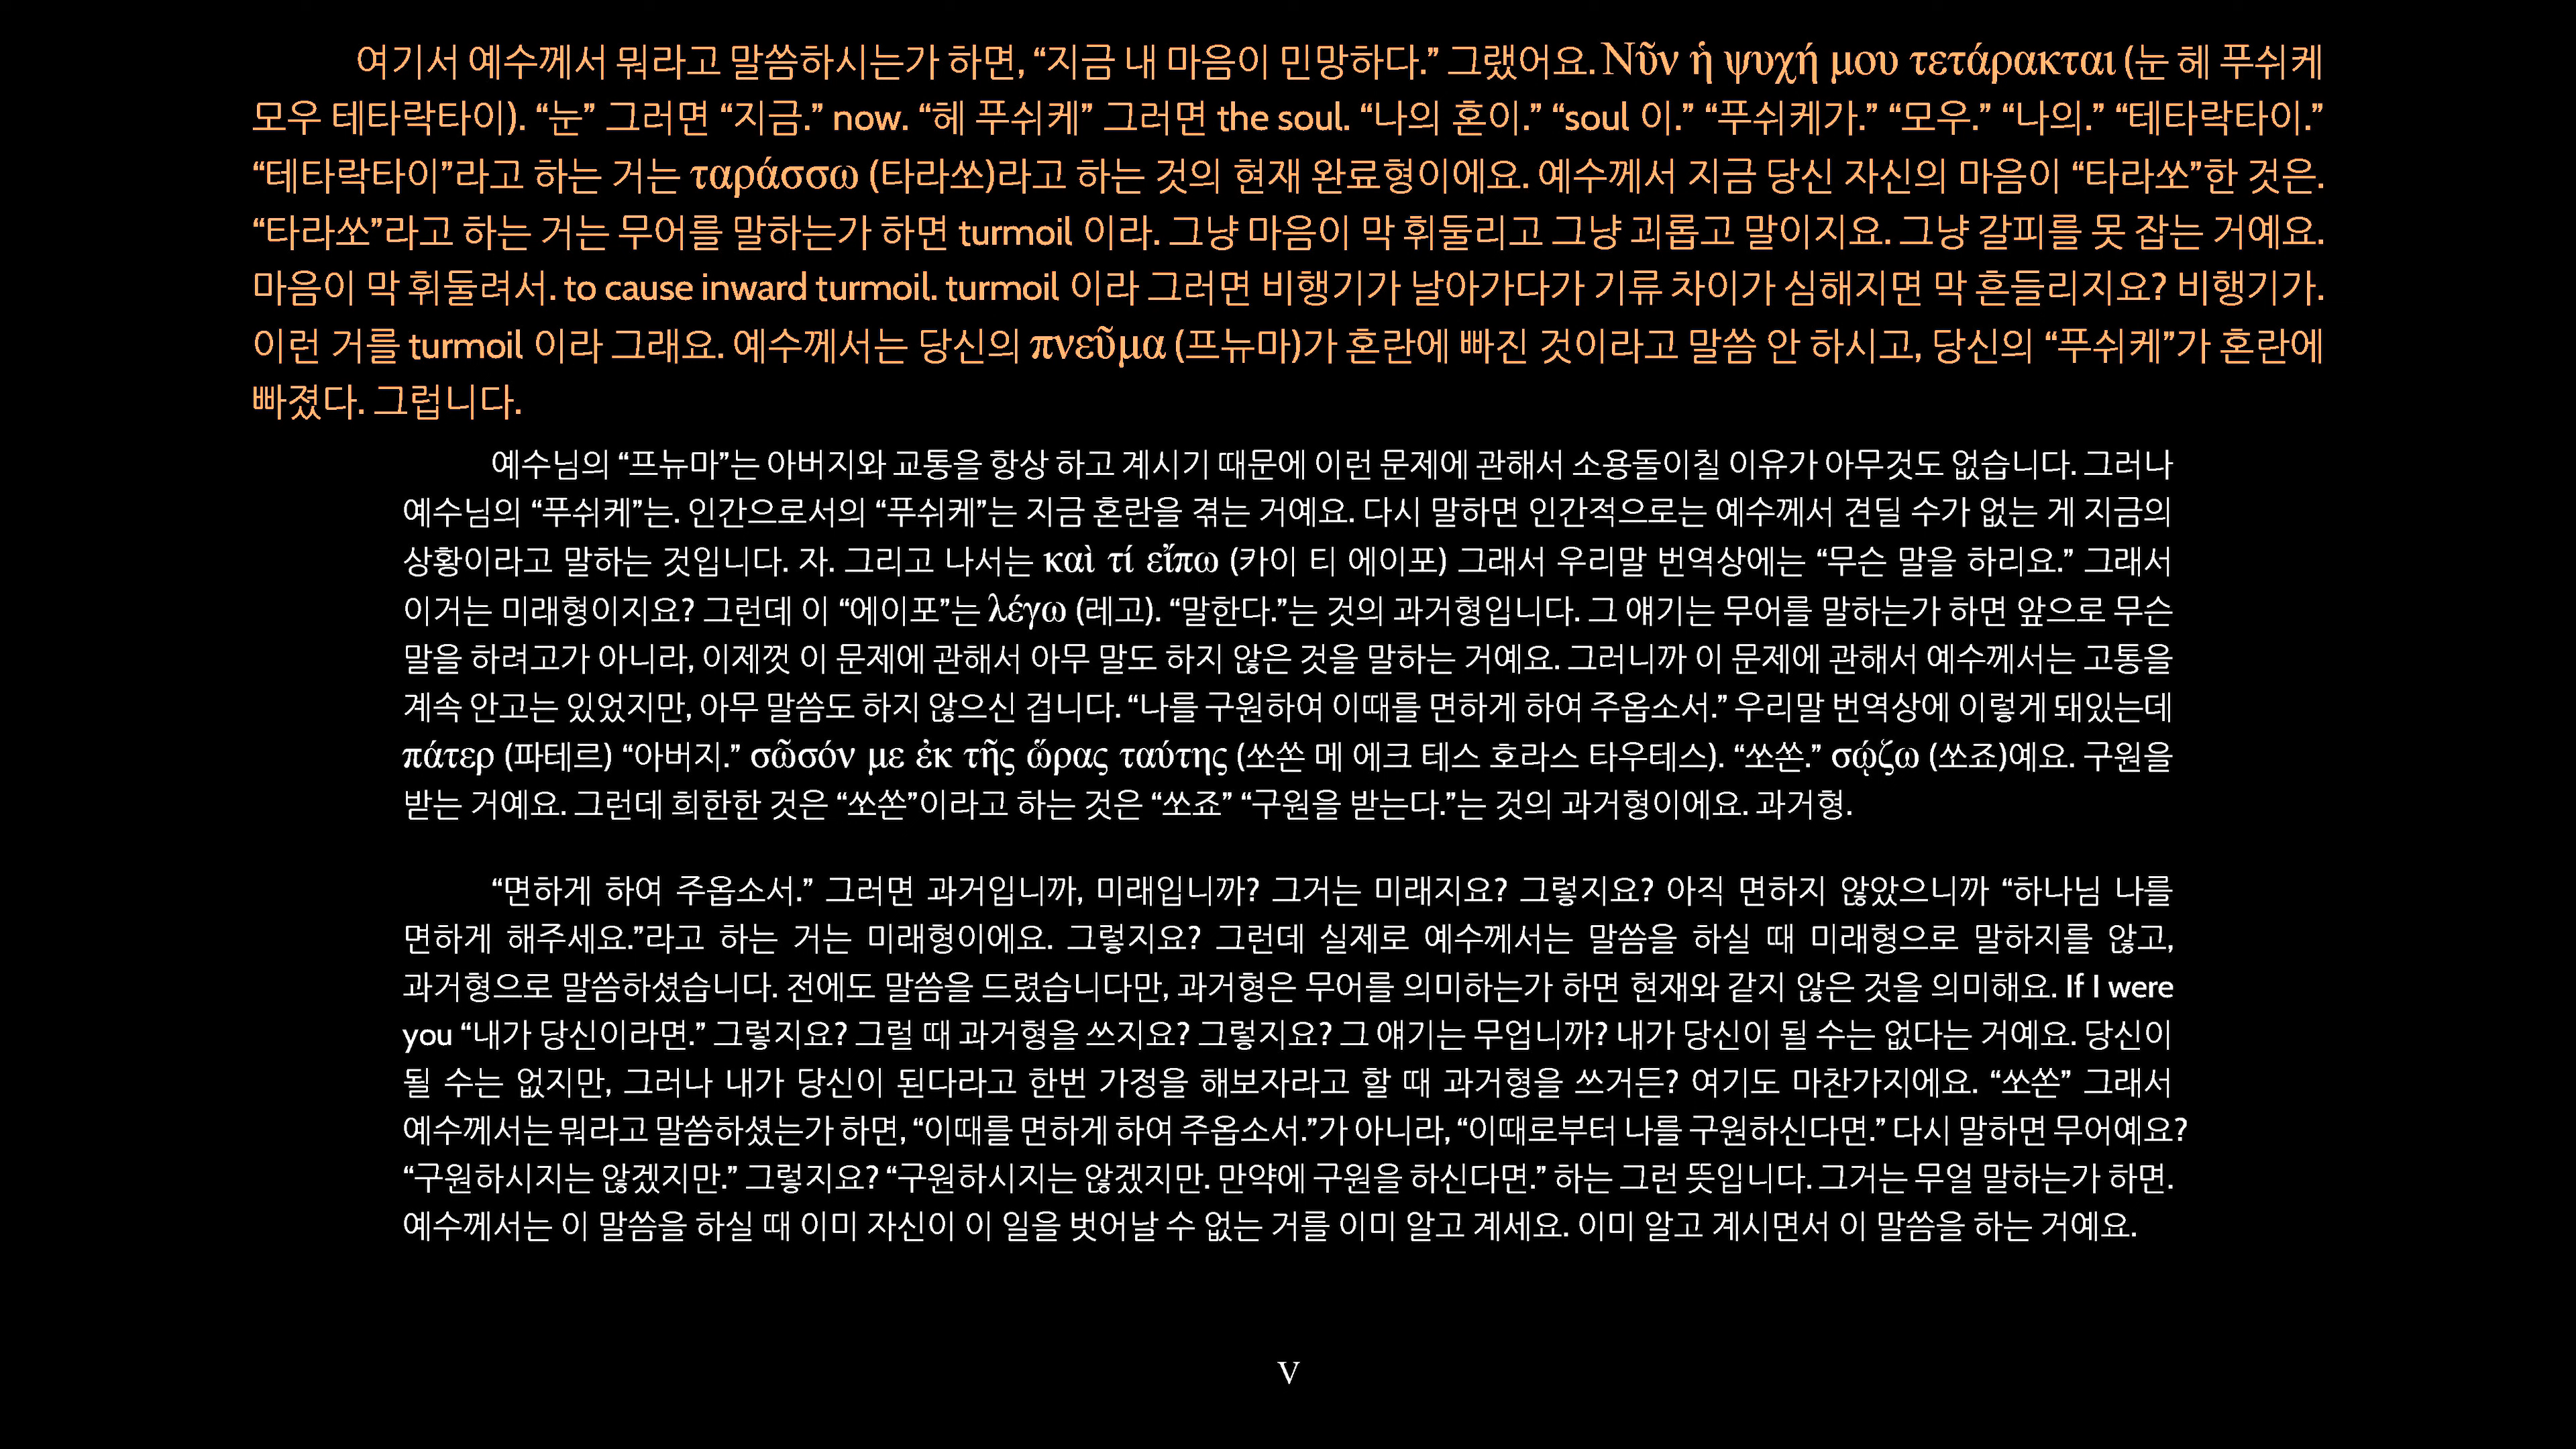 여기서 예수께서 뭐라고 말씀하시는가 하면, “지금 내 마음이 민망하다.” 그랬어요. Νῦν ἡ ψυχή μου τετάρακται (눈 헤 푸쉬케
모우 테타락타이). “눈” 그러면 “지금.” now. “헤 푸쉬케” 그러면 the soul. “나의 혼이.” “soul 이.” “푸쉬케가.” “모우.” “나의.” “테타락타이.”
“테타락타이”라고 하는 거는 ταράσσω (타라쏘)라고 하는 것의 현재 완료형이에요. 예수께서 지금 당신 자신의 마음이 “타라쏘”한 것은.
“타라쏘”라고 하는 거는 무어를 말하는가 하면 turmoil 이라. 그냥 마음이 막 휘둘리고 그냥 괴롭고 말이지요. 그냥 갈피를 못 잡는 거예요.
마음이 막 휘둘려서. to cause inward turmoil. turmoil 이라 그러면 비행기가 날아가다가 기류 차이가 심해지면 막 흔들리지요? 비행기가.
이런 거를 turmoil 이라 그래요. 예수께서는 당신의 πνεῦμα (프뉴마)가 혼란에 빠진 것이라고 말씀 안 하시고, 당신의 “푸쉬케”가 혼란에
빠졌다. 그럽니다.
예수님의 “프뉴마”는 아버지와 교통을 항상 하고 계시기 때문에 이런 문제에 관해서 소용돌이칠 이유가 아무것도 없습니다. 그러나
예수님의 “푸쉬케”는. 인간으로서의 “푸쉬케”는 지금 혼란을 겪는 거예요. 다시 말하면 인간적으로는 예수께서 견딜 수가 없는 게 지금의
상황이라고 말하는 것입니다. 자. 그리고 나서는 καὶ τί εἴπω (카이 티 에이포) 그래서 우리말 번역상에는 “무슨 말을 하리요.” 그래서
이거는 미래형이지요? 그런데 이 “에이포”는 λέγω (레고). “말한다.”는 것의 과거형입니다. 그 얘기는 무어를 말하는가 하면 앞으로 무슨
말을 하려고가 아니라, 이제껏 이 문제에 관해서 아무 말도 하지 않은 것을 말하는 거예요. 그러니까 이 문제에 관해서 예수께서는 고통을
계속 안고는 있었지만, 아무 말씀도 하지 않으신 겁니다. “나를 구원하여 이때를 면하게 하여 주옵소서.” 우리말 번역상에 이렇게 돼있는데
πάτερ (파테르) “아버지.” σῶσόν με ἐκ τῆς ὥρας ταύτης (쏘쏜 메 에크 테스 호라스 타우테스). “쏘쏜.” σῴζω (쏘죠)예요. 구원을
받는 거예요. 그런데 희한한 것은 “쏘쏜”이라고 하는 것은 “쏘죠” “구원을 받는다.”는 것의 과거형이에요. 과거형.
“면하게 하여 주옵소서.” 그러면 과거입니까, 미래입니까? 그거는 미래지요? 그렇지요? 아직 면하지 않았으니까 “하나님 나를
면하게 해주세요.”라고 하는 거는 미래형이에요. 그렇지요? 그런데 실제로 예수께서는 말씀을 하실 때 미래형으로 말하지를 않고,
과거형으로 말씀하셨습니다. 전에도 말씀을 드렸습니다만, 과거형은 무어를 의미하는가 하면 현재와 같지 않은 것을 의미해요. If I were
you “내가 당신이라면.” 그렇지요? 그럴 때 과거형을 쓰지요? 그렇지요? 그 얘기는 무업니까? 내가 당신이 될 수는 없다는 거예요. 당신이
될 수는 없지만, 그러나 내가 당신이 된다라고 한번 가정을 해보자라고 할 때 과거형을 쓰거든? 여기도 마찬가지에요. “쏘쏜” 그래서
예수께서는 뭐라고 말씀하셨는가 하면, “이때를 면하게 하여 주옵소서.”가 아니라, “이때로부터 나를 구원하신다면.” 다시 말하면 무어예요?
“구원하시지는 않겠지만.” 그렇지요? “구원하시지는 않겠지만. 만약에 구원을 하신다면.” 하는 그런 뜻입니다. 그거는 무얼 말하는가 하면.
예수께서는 이 말씀을 하실 때 이미 자신이 이 일을 벗어날 수 없는 거를 이미 알고 계세요. 이미 알고 계시면서 이 말씀을 하는 거예요.
V